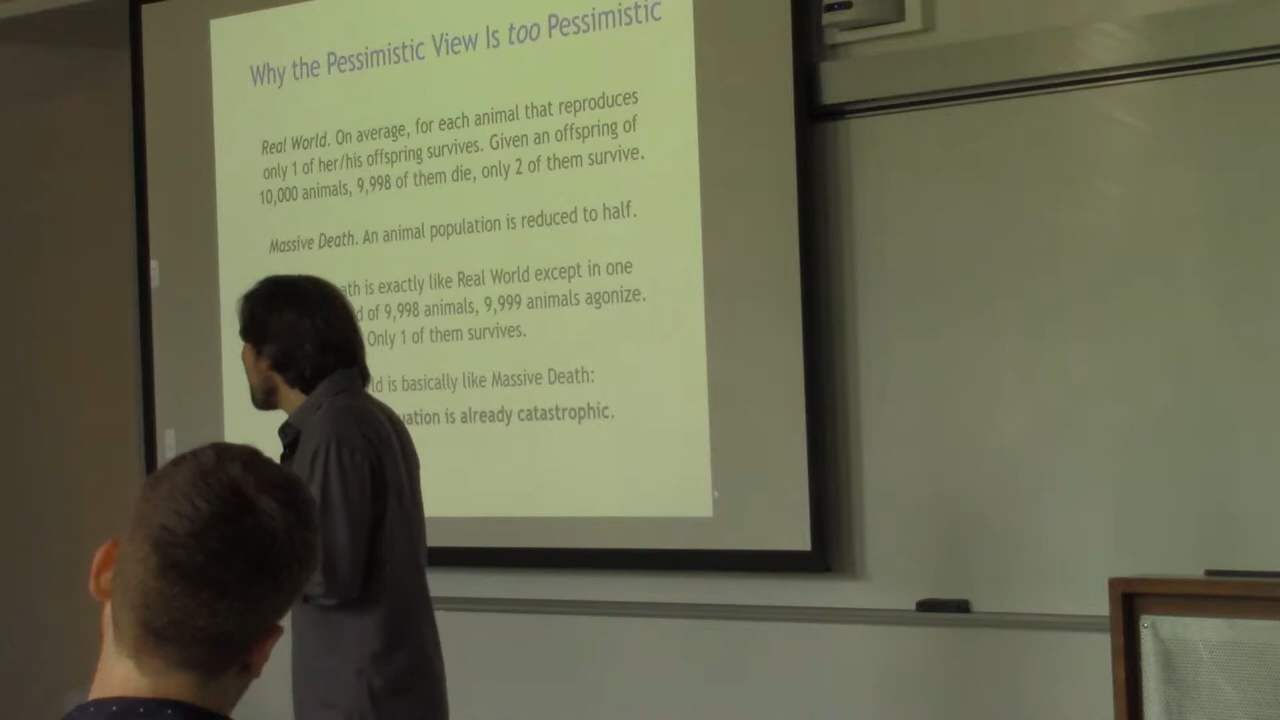 Why the Pessimistic View Is too Pessimistic
Real World. On average, for each animal that reproduces
only 1 of her/his offspring survives. Given an offspring of
10,000 animals, 9,998 of them die, only 2 of them survive.
Massive Death. An animal population is reduced to half.
is exactly like Real World except in one
of 9,998 animals, 9,999 animals agonize.
Only 1 of them survives.
is basically like Massive Death:
is already catastrophic.